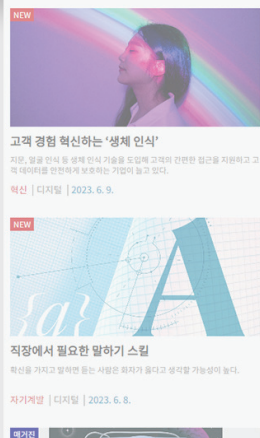 NEW
고객 경험 혁신하는 ‘생체 인식’
지문, 얼굴 인식 등 생체 인식 기술을 도입해 고객의 간편한 접근을 지원하고 고
객 데이터를 안전하게 보호하는 기업이 늘고 있다.
혁신 | 디지털 | 2023. 6. 9.
NEW
{a} A
직장에서 필요한 말하기 스킬
확신을 가지고 말하면 듣는 사람은 화자가 옳다고 생각할 가능성이 높다.
자기계발 | 디지털 | 2023. 6. 8.
매거진